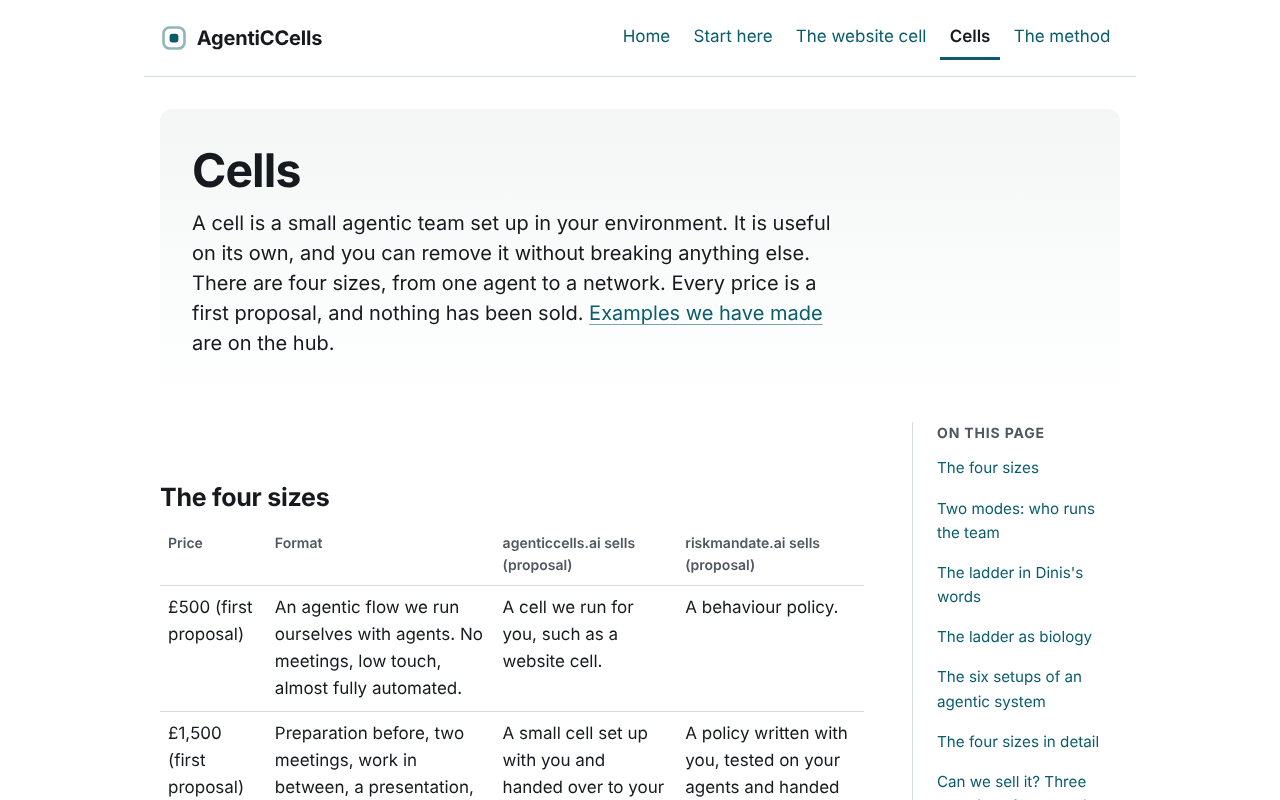 AgentiCCells
Home
Start here
The website cell
Cells
The method
Cells
A cell is a small agentic team set up in your environment. It is useful
on its own, and you can remove it without breaking anything else.
There are four sizes, from one agent to a network. Every price is a
first proposal, and nothing has been sold. Examples we have made
are on the hub.
The four sizes
Price
Format
agenticcells.ai sells
(proposal)
riskmandate.ai sells
(proposal)
£500 (first
proposal)
An agentic flow we run
ourselves with agents. No
meetings, low touch,
almost fully automated.
A cell we run for
you, such as a
website cell.
A behaviour policy.
£1,500
(first
proposal)
Preparation before, two
meetings, work in
between, a presentation,
A small cell set up
with you and
handed over to your
A policy written with
you, tested on your
agents and handed
ON THIS PAGE
The four sizes
Two modes: who runs
the team
The ladder in Dinis's
words
The ladder as biology
The six setups of an
agentic system
The four sizes in detail
Can we sell it? Three